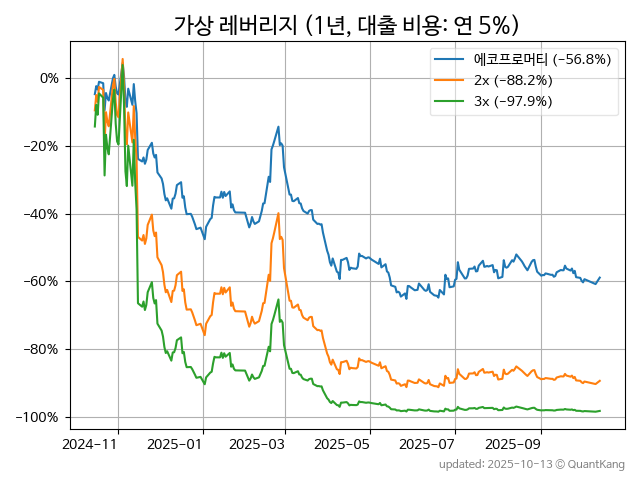 가상 레버리지 (1년, 대출 비용: 연 5%)
에코프로머티 (−56.8%)
2x (−88.2%)
3x (−97.9%)
0%
−20%
−40%
−60%
−80%
−100%
2024-11 2025-01 2025-03 2025-05 2025-07 2025-09
updated: 2025-10-13 © QuantKang